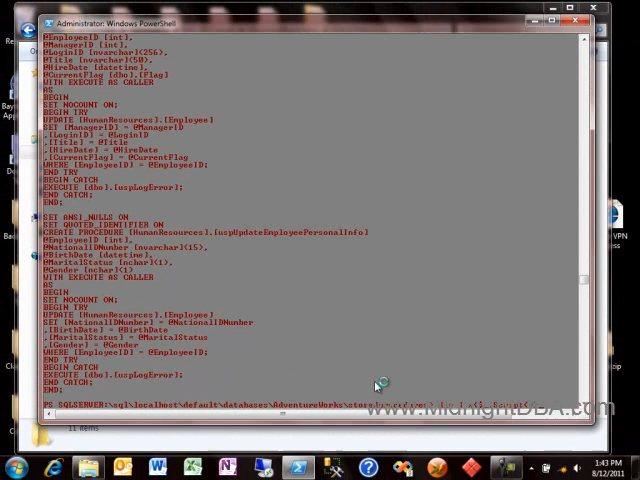 Administrator: Windows PowerShell
@EmployeeID [int],
@ManagerID [int],
@LoginID [nvarchar](256),
@Title [nvarchar](50),
@HireDate [datetime],
@CurrentFlag [dbo].[Flag]
WITH EXECUTE AS CALLER
AS
BEGIN
SET NOCOUNT ON;
BEGIN TRY
UPDATE [HumanResources].[Employee]
SET [ManagerID] = @ManagerID
,[LoginID] = @LoginID
,[Title] = @Title
,[HireDate] = @HireDate
,[CurrentFlag] = @CurrentFlag
WHERE [EmployeeID] = @EmployeeID;
END TRY
BEGIN CATCH
EXECUTE [dbo].[uspLogError];
END CATCH;
END;
SET ANSI_NULLS ON
SET QUOTED_IDENTIFIER ON
CREATE PROCEDURE [HumanResources].[uspUpdateEmployeePersonalInfo]
@EmployeeID [int],
@NationalIDNumber [nvarchar](15),
@BirthDate [datetime],
@MaritalStatus [nchar](1),
@Gender [nchar](1)
WITH EXECUTE AS CALLER
AS
BEGIN
SET NOCOUNT ON;
BEGIN TRY
UPDATE [HumanResources].[Employee]
SET [NationalIDNumber] = @NationalIDNumber
,[BirthDate] = @BirthDate
,[MaritalStatus] = @MaritalStatus
,[Gender] = @Gender
WHERE [EmployeeID] = @EmployeeID;
END TRY
BEGIN CATCH
EXECUTE [dbo].[uspLogError];
END CATCH;
END;
PS SQLSERVER:\sql\localhost\default\databases\AdventureWorks\
www.MidnightDBA.com
11 items
1:43 PM
8/12/2011